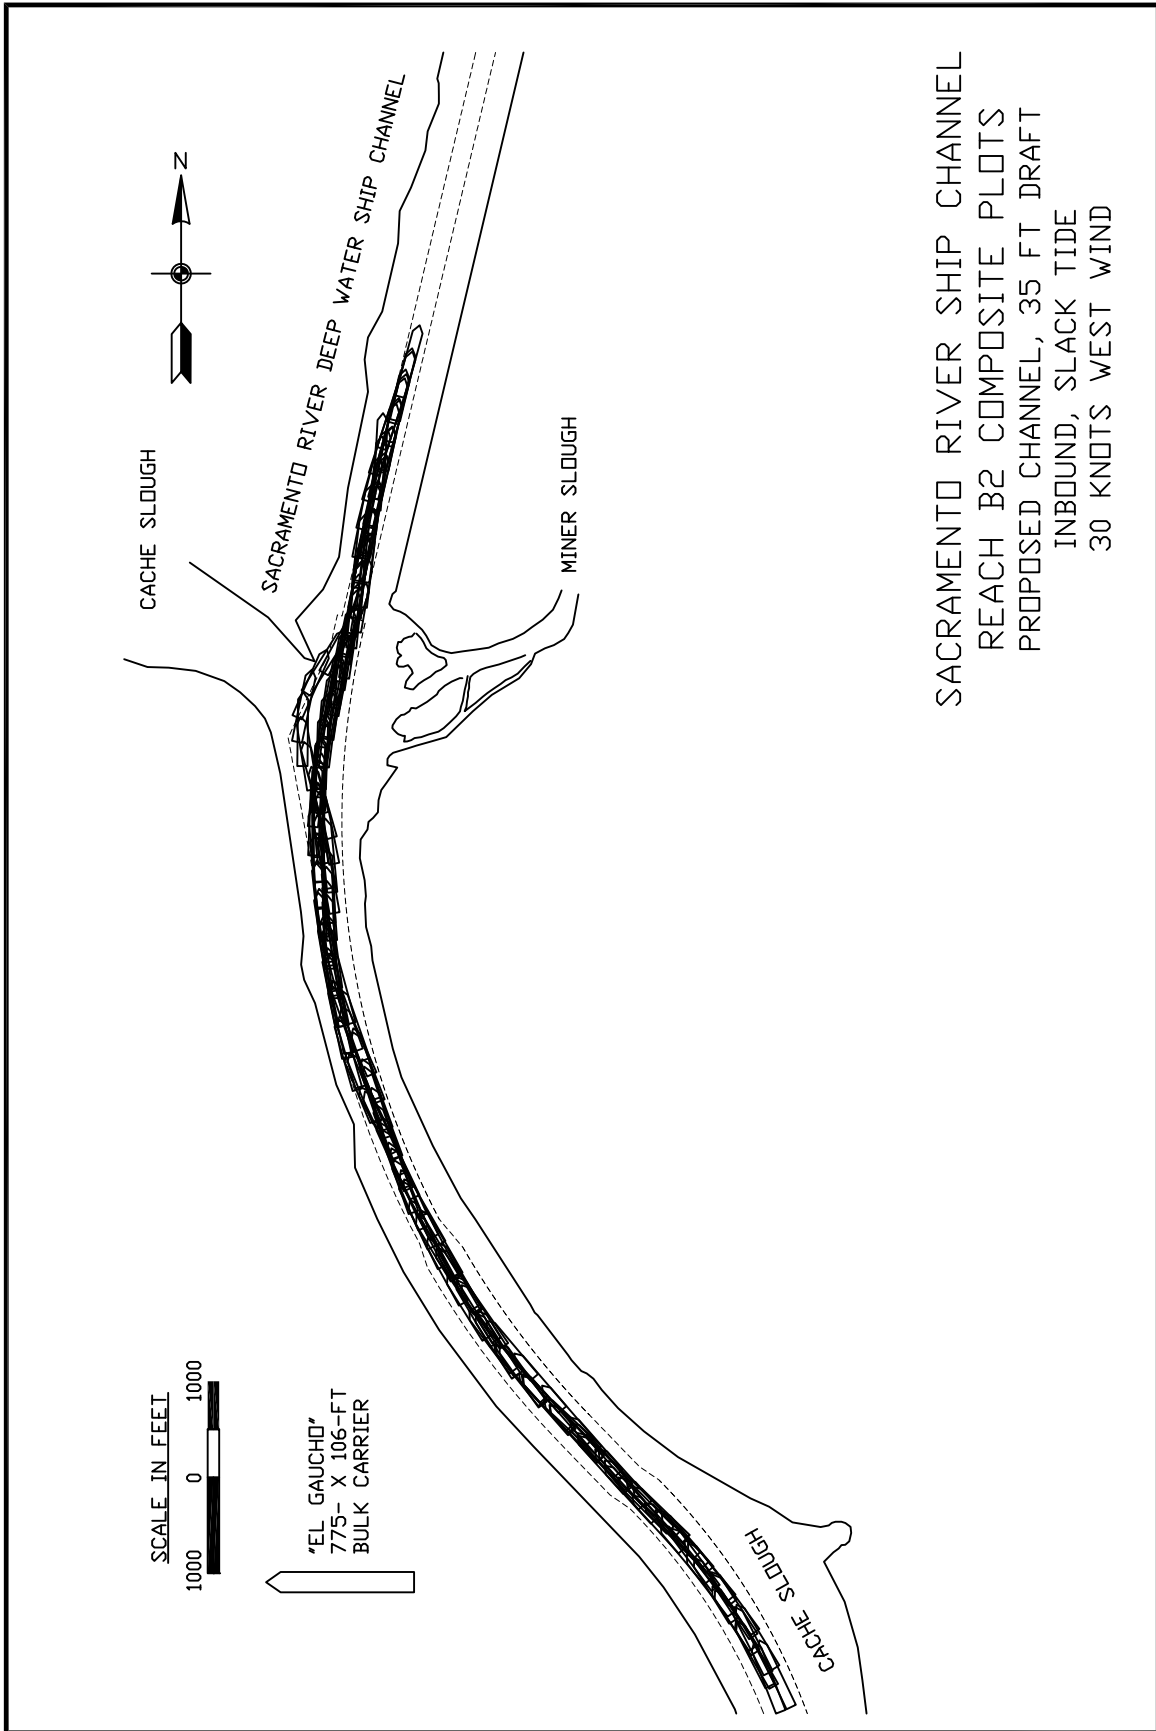 N
CACHE SLOUGH
SACRAMENTO RIVER DEEP WATER SHIP CHANNEL
MINER SLOUGH
SCALE IN FEET
1000 0 1000
"EL GAUCHO"
775- X 106-FT
BULK CARRIER
CACHE SLOUGH
SACRAMENTO RIVER SHIP CHANNEL
REACH B2 COMPOSITE PLOTS
PROPOSED CHANNEL, 35 FT DRAFT
INBOUND, SLACK TIDE
30 KNOTS WEST WIND